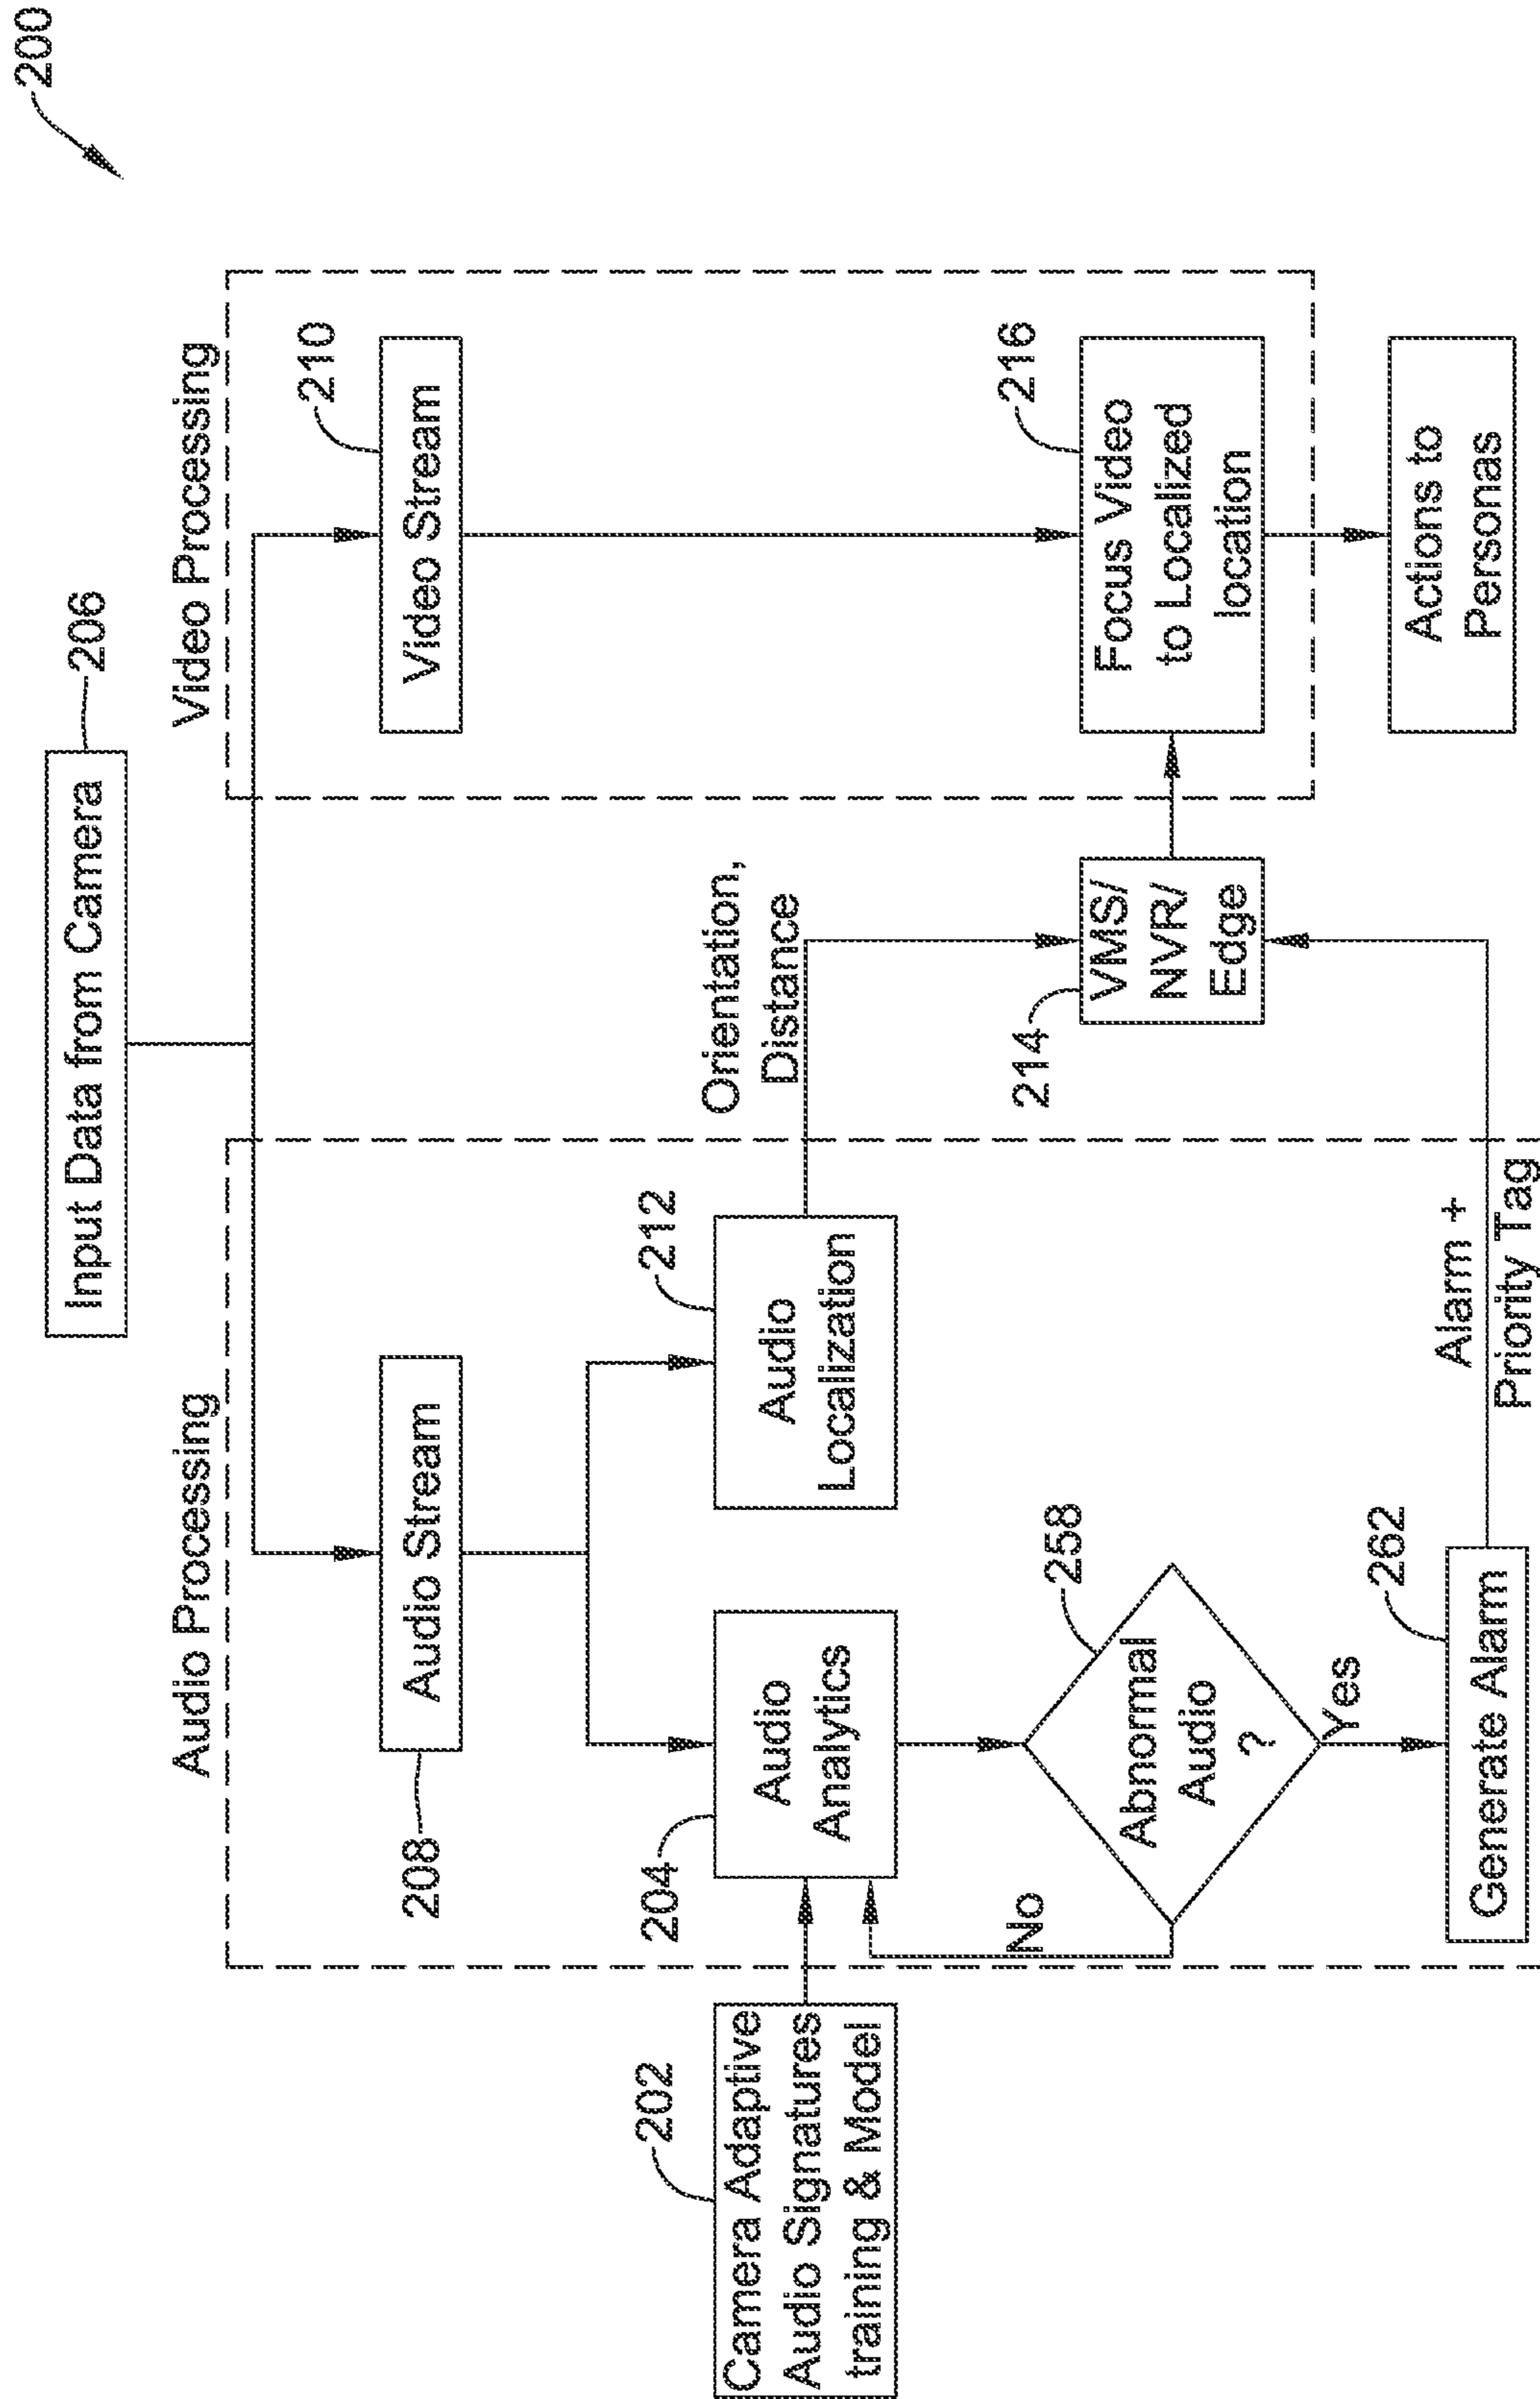 200
Input Data from Camera
206
Audio Processing
Video Processing
208
Audio Stream
Video Stream
210
202
Camera Adaptive
Audio Signatures
training & Model
204
Audio
Analytics
212
Audio
Localization
Orientation,
Distance
No
Abnormal
Audio
?
258
Yes
214
VMS/
NVR/
Edge
216
Focus Video
to Localized
location
262
Generate Alarm
Alarm +
Priority Tag
Actions to
Personas